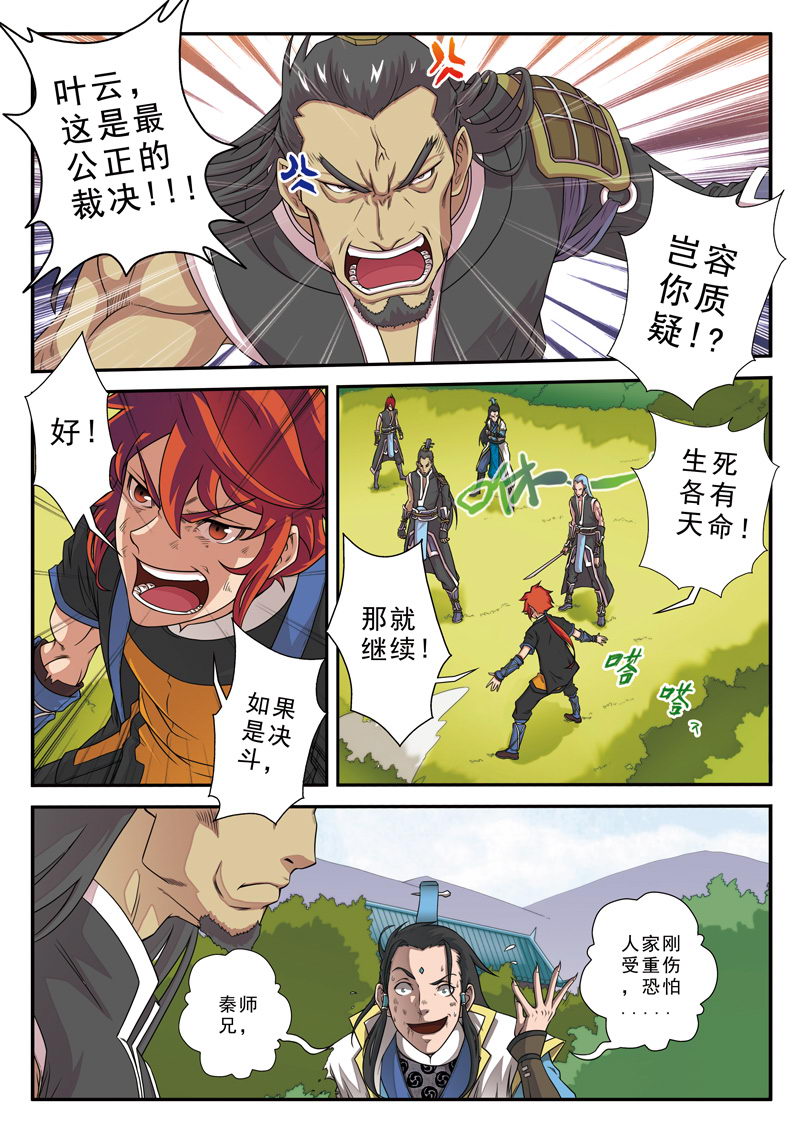 叶云，
这是最
公正的
裁决！！！
岂容
你质
疑！？
好！
如果
是决
斗，
生死
各有
天命！
那就
继续！
咻
嗒
嗒
秦师
兄，
人家刚
受重伤
，恐怕
.....